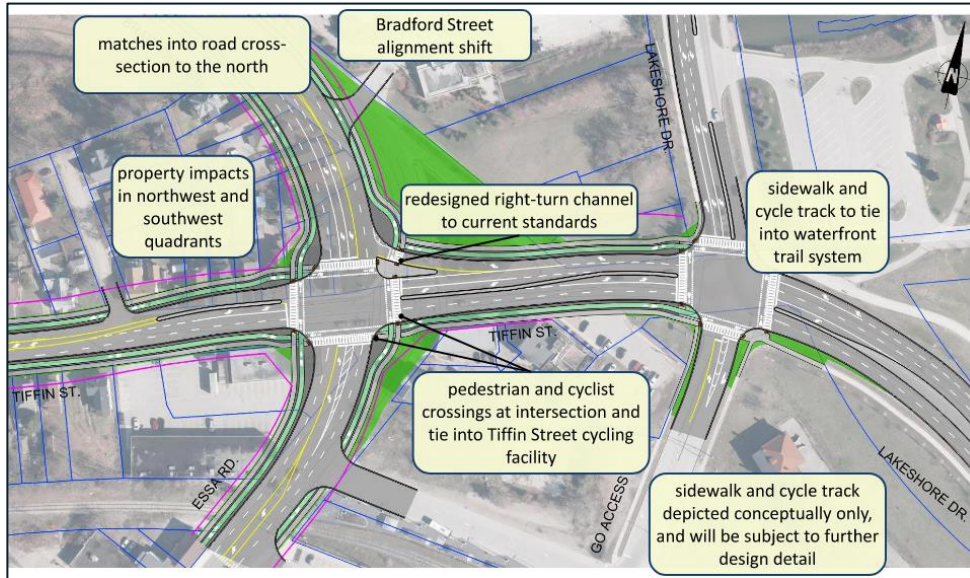 matches into road cross-
section to the north
Bradford Street
alignment shift
LAKESHORE DR.
N
property impacts
in northwest and
southwest
quadrants
redesigned right-turn channel
to current standards
sidewalk and
cycle track to tie
into waterfront
trail system
TIFFIN ST.
TIFFIN ST.
pedestrian and cyclist
crossings at intersection and
tie into Tiffin Street cycling
facility
ESSA RD.
GO ACCESS
LAKESHORE DR.
sidewalk and cycle track
depicted conceptually only,
and will be subject to further
design detail